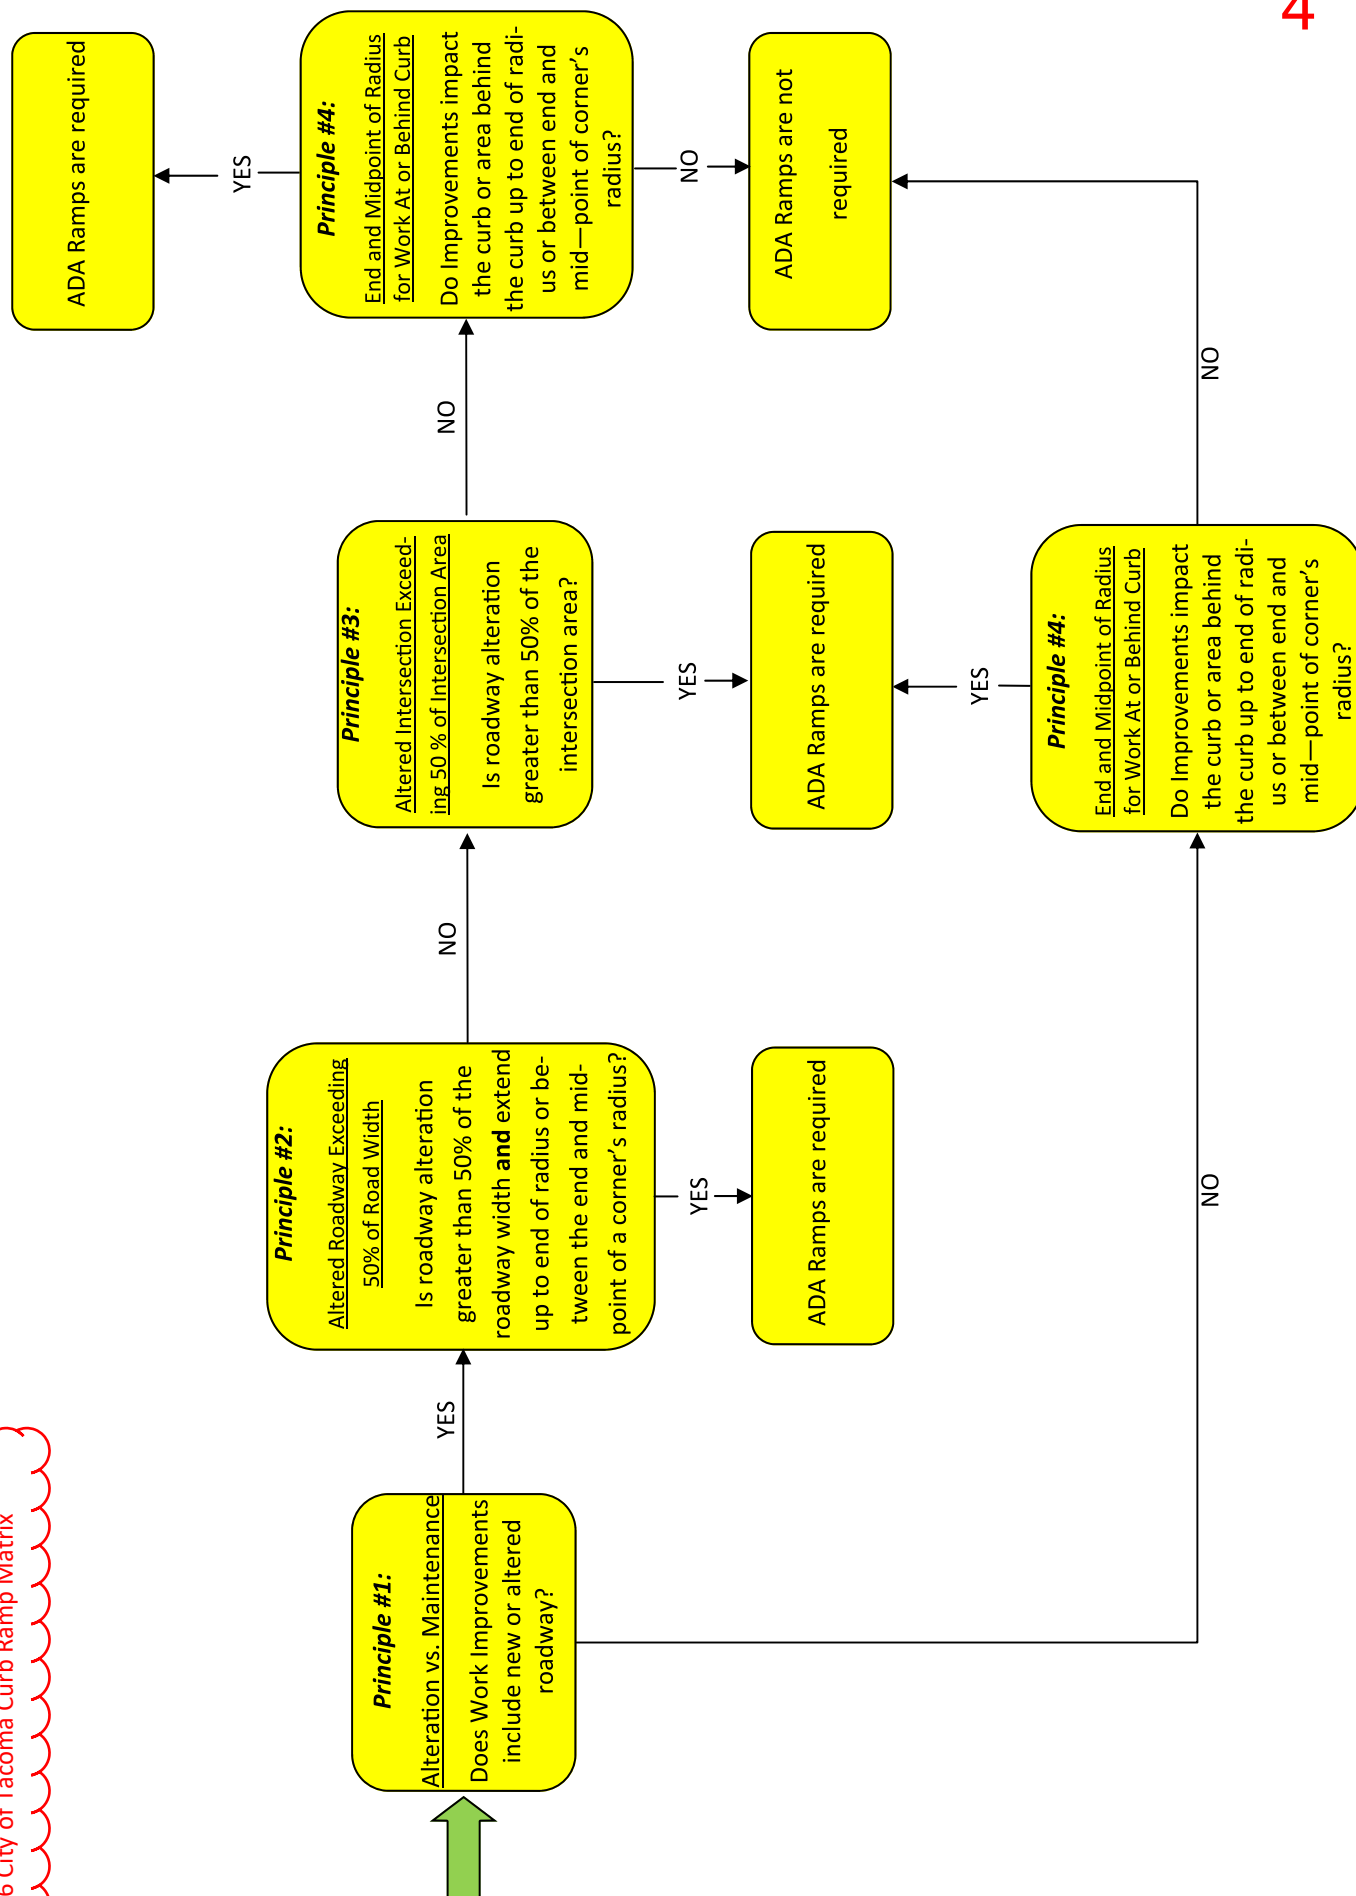 6 City of Tacoma Curb Ramp Matrix
Principle #1:
Alteration vs. Maintenance
Does Work Improvements
include new or altered
roadway?
YES
NO
Principle #2:
Altered Roadway Exceeding
50% of Road Width
Is roadway alteration
greater than 50% of the
roadway width and extend
up to end of radius or be-
tween the end and mid-
point of a corner's radius?
YES
ADA Ramps are required
NO
Principle #3:
Altered Intersection Exceed-
ing 50 % of Intersection Area
Is roadway alteration
greater than 50% of the
intersection area?
YES
ADA Ramps are required
NO
Principle #4:
End and Midpoint of Radius
for Work At or Behind Curb
Do Improvements impact
the curb or area behind
the curb up to end of radi-
us or between end and
mid—point of corner's
radius?
YES
ADA Ramps are required
NO
ADA Ramps are not
required
Principle #4:
End and Midpoint of Radius
for Work At or Behind Curb
Do Improvements impact
the curb or area behind
the curb up to end of radi-
us or between end and
mid—point of corner's
radius?
YES
NO
4